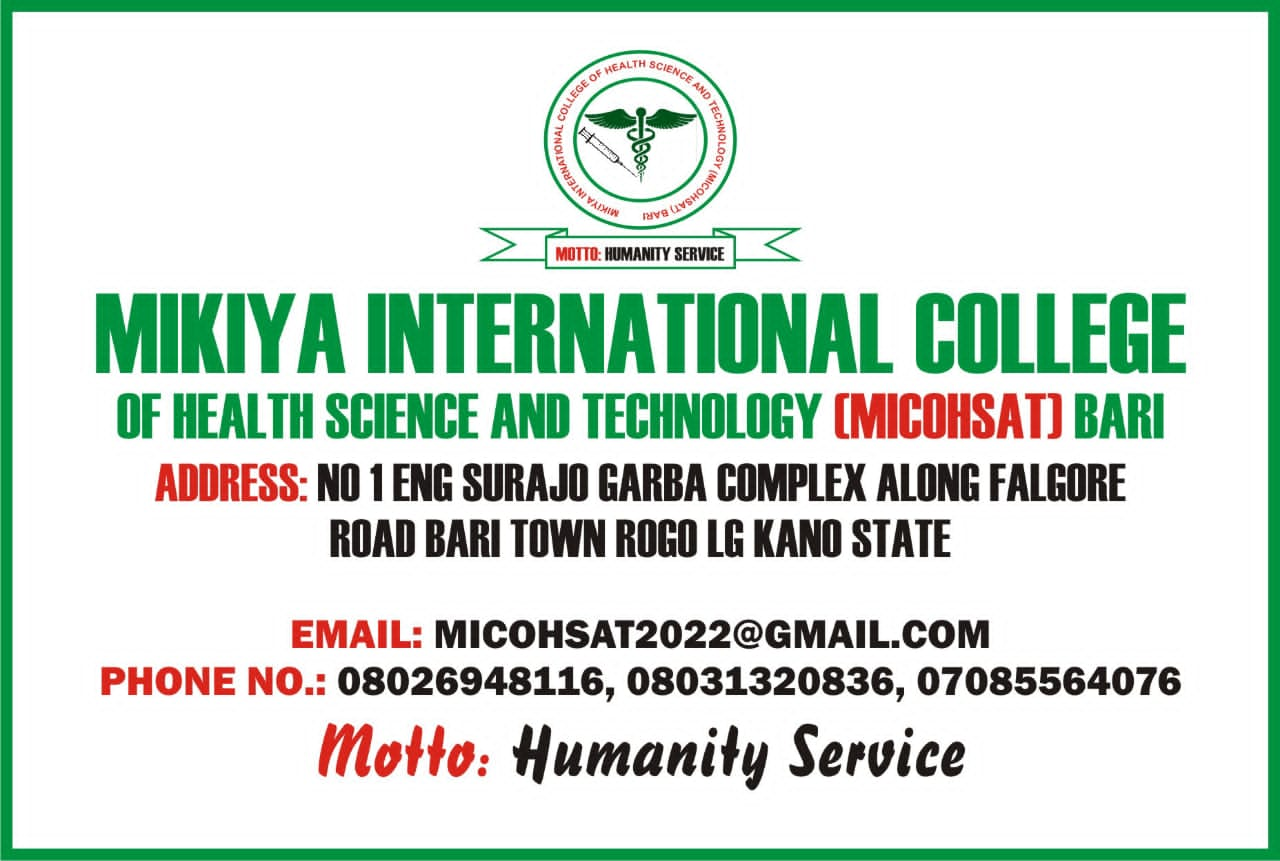 MIKIYA INTERNATIONAL COLLEGE OF HEALTH SCIENCE AND TECHNOLOGY (MICOHSAT) BARI
MOTTO: HUMANITY SERVICE
MIKIYA INTERNATIONAL COLLEGE
OF HEALTH SCIENCE AND TECHNOLOGY (MICOHSAT) BARI
ADDRESS: NO 1 ENG SURAJO GARBA COMPLEX ALONG FALGORE
ROAD BARI TOWN ROGO LG KANO STATE
EMAIL: MICOHSAT2022@GMAIL.COM
PHONE NO.: 08026948116, 08031320836, 07085564076
Motto: Humanity Service